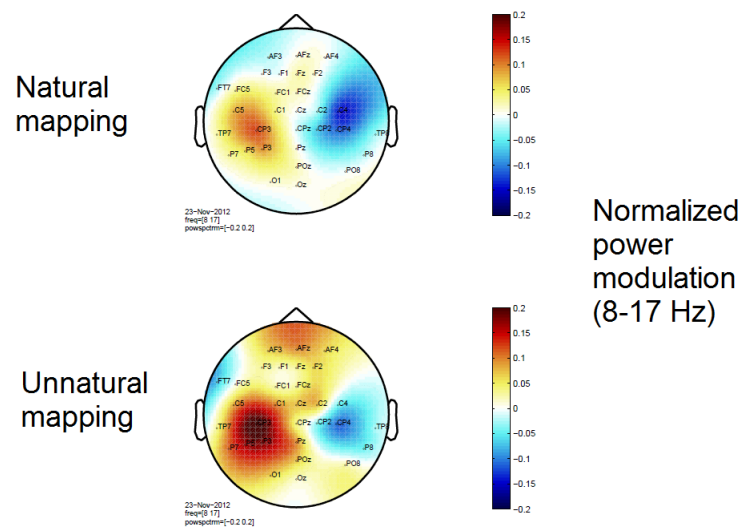 Natural
mapping
AF3 AFz AF4
F3 F1 Fz F2
FT7 FC5 FC1 FCz
C5 C1 Cz C2 C4
TP7 CP3 CPz CP2 CP4 TP8
P7 P5 P3 Pz P8
POz PO8
O1 Oz
23-Nov-2012
freq=[8 17]
powspctrm=[-0.2 0.2]
0.2
0.15
0.1
0.05
0
-0.05
-0.1
-0.15
-0.2
Normalized
power
modulation
(8-17 Hz)
Unnatural
mapping
AF3 AFz AF4
F3 F1 Fz F2
FT7 FC5 FC1 FCz
C5 C1 Cz C2 C4
TP7 CP3 CPz CP2 CP4
P7 P3 Pz P8
POz PO8
O1 Oz
23-Nov-2012
freq=[8 17]
powspctrm=[-0.2 0.2]
0.2
0.15
0.1
0.05
0
-0.05
-0.1
-0.15
-0.2